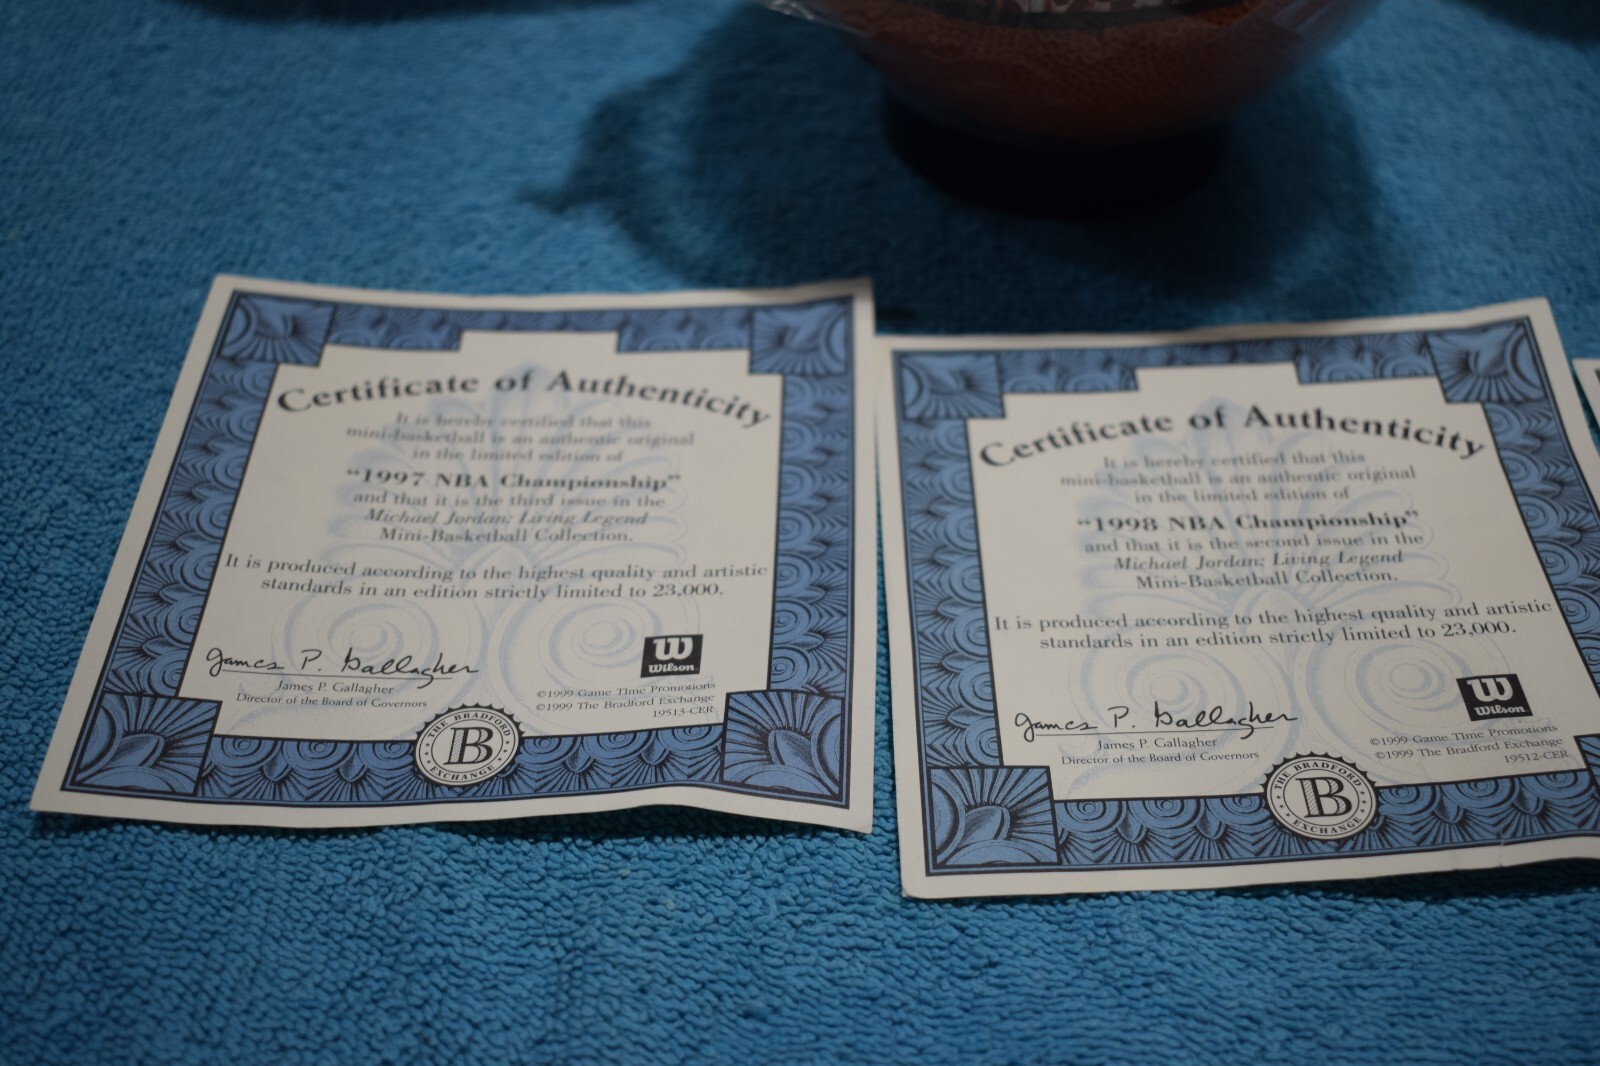 Certificate of Authenticity
It is hereby certified that this
mini-basketball is an authentic original
in the limited edition of
"1997 NBA Championship"
and that it is the third issue in the
Michael Jordan: Living Legend
Mini-Basketball Collection.
It is produced according to the highest quality and artistic
standards in an edition strictly limited to 23,000.
James P. Gallagher
James P. Gallagher
Director of the Board of Governors
W
Wilson
©1999 Game TIme Promotions
©1999 The Bradford Exchange
19513-CER
THE BRADFORD
B
EXCHANGE
Certificate of Authenticity
It is hereby certified that this
mini-basketball is an authentic original
in the limited edition of
"1998 NBA Championship"
and that it is the second issue in the
Michael Jordan: Living Legend
Mini-Basketball Collection.
It is produced according to the highest quality and artistic
standards in an edition strictly limited to 23,000.
James P. Gallagher
James P. Gallagher
Director of the Board of Governors
W
Wilson
©1999 Game TIme Promotions
©1999 The Bradford Exchange
19512-CER
THE BRADFORD
B
EXCHANGE